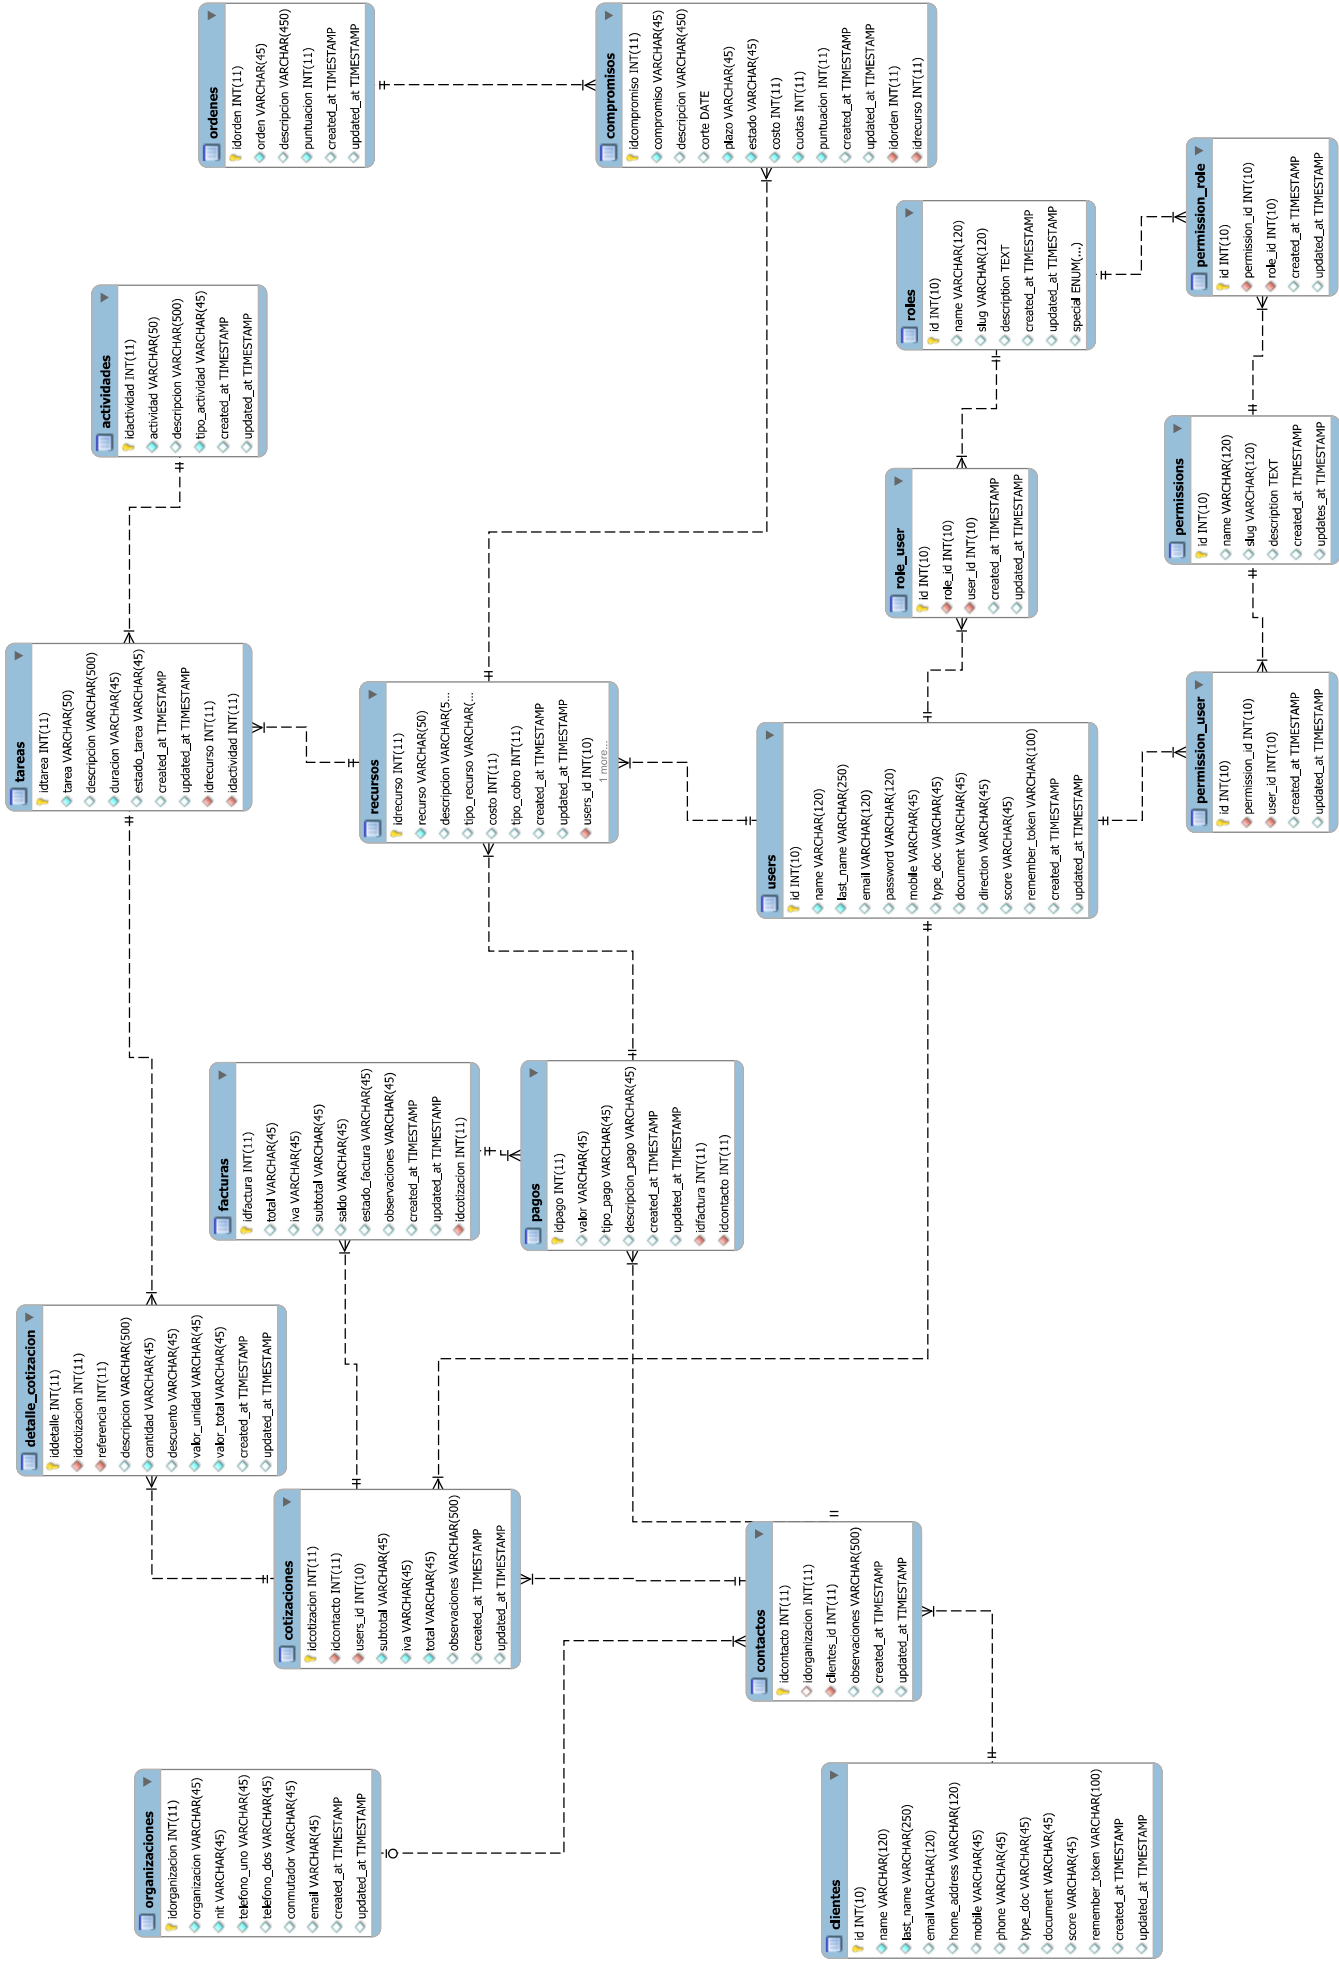 organizaciones
idorganizacion INT(11)
organizacion VARCHAR(45)
nit VARCHAR(45)
telefono_uno VARCHAR(45)
telefono_dos VARCHAR(45)
conmutador VARCHAR(45)
email VARCHAR(45)
created_at TIMESTAMP
updated_at TIMESTAMP
detalle_cotizacion
iddetalle INT(11)
idcotizacion INT(11)
referencia INT(11)
descripcion VARCHAR(500)
cantidad VARCHAR(45)
descuento VARCHAR(45)
valor_unidad VARCHAR(45)
valor_total VARCHAR(45)
created_at TIMESTAMP
updated_at TIMESTAMP
tareas
idtarea INT(11)
tarea VARCHAR(50)
descripcion VARCHAR(500)
duracion VARCHAR(45)
estado_tarea VARCHAR(45)
created_at TIMESTAMP
updated_at TIMESTAMP
idrecurso INT(11)
idactividad INT(11)
actividades
idactividad INT(11)
actividad VARCHAR(50)
descripcion VARCHAR(500)
tipo_actividad VARCHAR(45)
created_at TIMESTAMP
updated_at TIMESTAMP
ordenes
idorden INT(11)
orden VARCHAR(45)
descripcion VARCHAR(450)
puntuacion INT(11)
created_at TIMESTAMP
updated_at TIMESTAMP
cotizaciones
idcotizacion INT(11)
idcontacto INT(11)
users_id INT(10)
subtotal VARCHAR(45)
iva VARCHAR(45)
total VARCHAR(45)
observaciones VARCHAR(500)
created_at TIMESTAMP
updated_at TIMESTAMP
facturas
idfactura INT(11)
total VARCHAR(45)
iva VARCHAR(45)
subtotal VARCHAR(45)
saldo VARCHAR(45)
estado_factura VARCHAR(45)
observaciones VARCHAR(45)
created_at TIMESTAMP
updated_at TIMESTAMP
idcotizacion INT(11)
recursos
idrecurso INT(11)
recurso VARCHAR(50)
descripcion VARCHAR(5...
tipo_recurso VARCHAR(...
costo INT(11)
tipo_cobro INT(11)
created_at TIMESTAMP
updated_at TIMESTAMP
users_id INT(10)
1 more...
pagos
idpago INT(11)
valor VARCHAR(45)
tipo_pago VARCHAR(45)
descripcion_pago VARCHAR(45)
created_at TIMESTAMP
updated_at TIMESTAMP
idfactura INT(11)
idcontacto INT(11)
compromisos
idcompromiso INT(11)
compromiso VARCHAR(45)
descripcion VARCHAR(450)
corte DATE
plazo VARCHAR(45)
estado VARCHAR(45)
costo INT(11)
cuotas INT(11)
puntuacion INT(11)
created_at TIMESTAMP
updated_at TIMESTAMP
idorden INT(11)
idrecurso INT(11)
contactos
idcontacto INT(11)
idorganizacion INT(11)
clientes_id INT(11)
observaciones VARCHAR(500)
created_at TIMESTAMP
updated_at TIMESTAMP
users
id INT(10)
name VARCHAR(120)
last_name VARCHAR(250)
email VARCHAR(120)
password VARCHAR(120)
mobile VARCHAR(45)
type_doc VARCHAR(45)
document VARCHAR(45)
direction VARCHAR(45)
score VARCHAR(45)
remember_token VARCHAR(100)
created_at TIMESTAMP
updated_at TIMESTAMP
role_user
id INT(10)
role_id INT(10)
user_id INT(10)
created_at TIMESTAMP
updated_at TIMESTAMP
roles
id INT(10)
name VARCHAR(120)
slug VARCHAR(120)
description TEXT
created_at TIMESTAMP
updated_at TIMESTAMP
special ENUM(...)
clientes
id INT(10)
name VARCHAR(120)
last_name VARCHAR(250)
email VARCHAR(120)
home_address VARCHAR(120)
mobile VARCHAR(45)
phone VARCHAR(45)
type_doc VARCHAR(45)
document VARCHAR(45)
score VARCHAR(45)
remember_token VARCHAR(100)
created_at TIMESTAMP
updated_at TIMESTAMP
permission_user
id INT(10)
permission_id INT(10)
user_id INT(10)
created_at TIMESTAMP
updated_at TIMESTAMP
permissions
id INT(10)
name VARCHAR(120)
slug VARCHAR(120)
description TEXT
created_at TIMESTAMP
updates_at TIMESTAMP
permission_role
id INT(10)
permission_id INT(10)
role_id INT(10)
created_at TIMESTAMP
updated_at TIMESTAMP